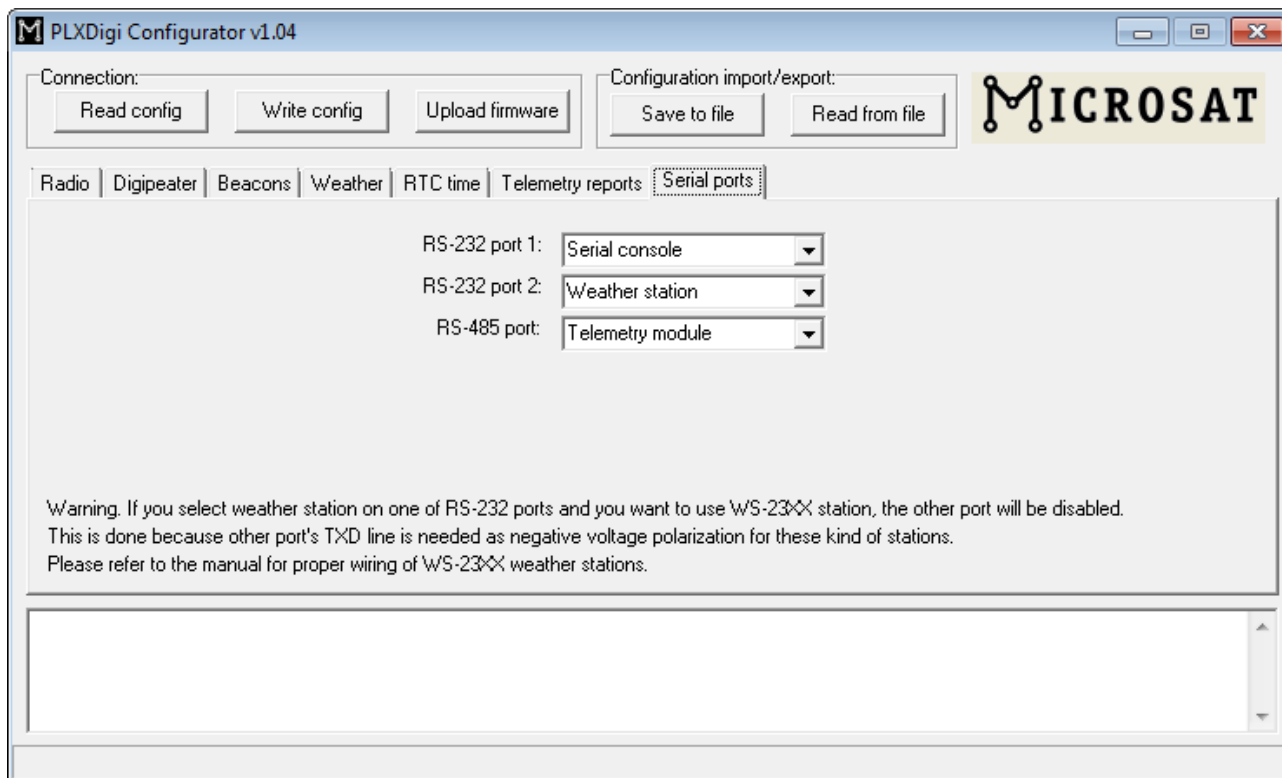 PLXDigi Configurator v1.04
Connection:
Read config
Write config
Upload firmware
Configuration import/export:
Save to file
Read from file
MICROSAT
Radio
Digipeater
Beacons
Weather
RTC time
Telemetry reports
Serial ports
RS-232 port 1:
Serial console
RS-232 port 2:
Weather station
RS-485 port:
Telemetry module
Warning. If you select weather station on one of RS-232 ports and you want to use WS-23XX station, the other port will be disabled.
This is done because other port's TXD line is needed as negative voltage polarization for these kind of stations.
Please refer to the manual for proper wiring of WS-23XX weather stations.